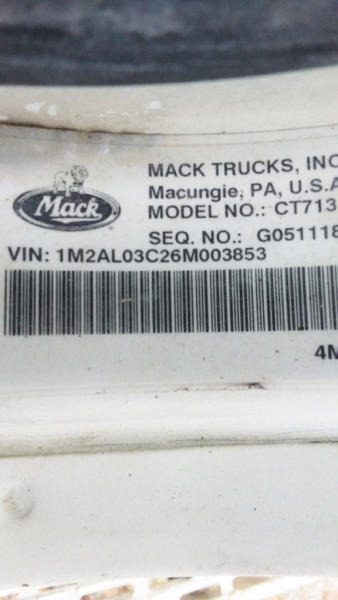 MACK TRUCKS, INC
Macungie, PA, U.S.A
Mack
MODEL NO.: CT713
SEQ. NO.: G051118
VIN: 1M2AL03C26M003853
4M